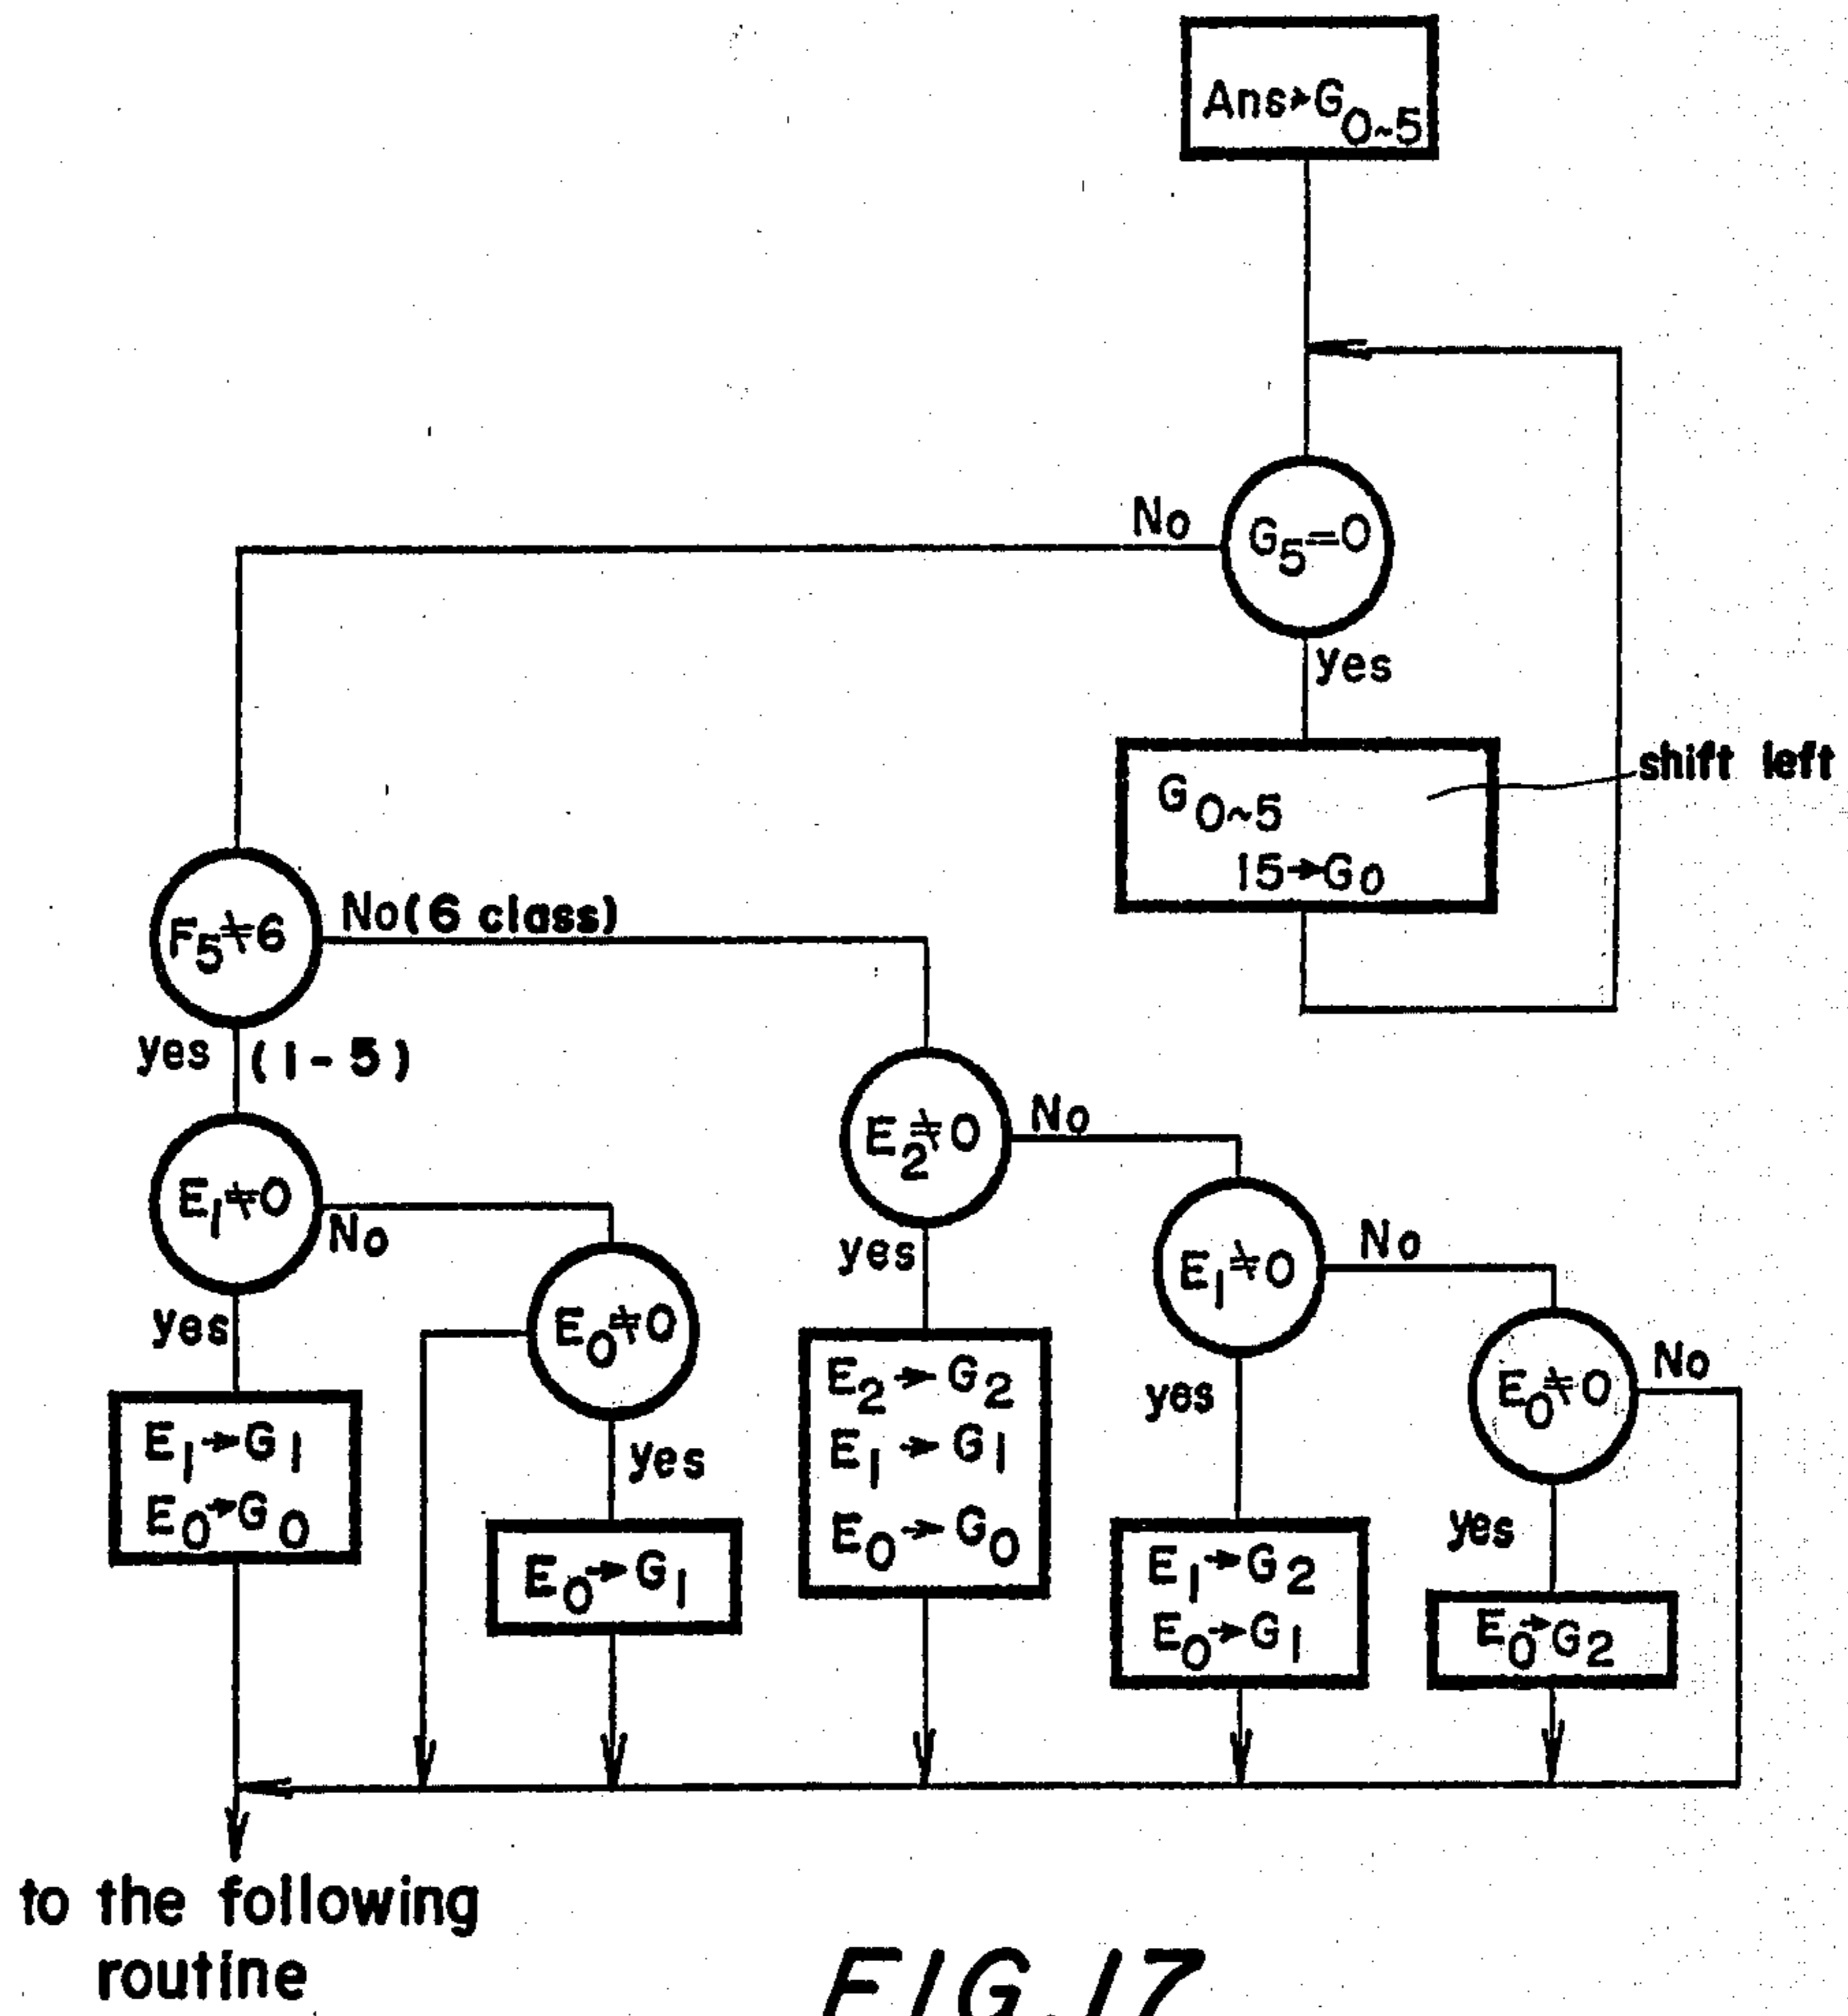 Ans→G0~5
No
G5=0
yes
shift left
G0~5
15→G0
F5≠6
No(6 class)
yes (1-5)
E2≠0
No
E1≠0
No
yes
E1≠0
No
yes
E0≠0
yes
E0≠0
No
yes
E1→G1
E0→G0
yes
E0→G1
E2→G2
E1→G1
E0→G0
E1→G2
E0→G1
yes
E0→G2
to the following
routine
FIG.17